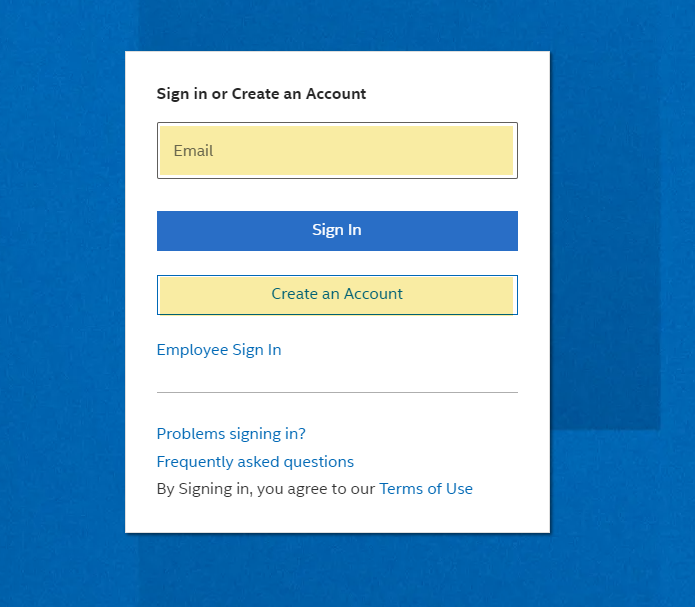 Sign in or Create an Account
Email
Sign In
Create an Account
Employee Sign In
Problems signing in?
Frequently asked questions
By Signing in, you agree to our Terms of Use